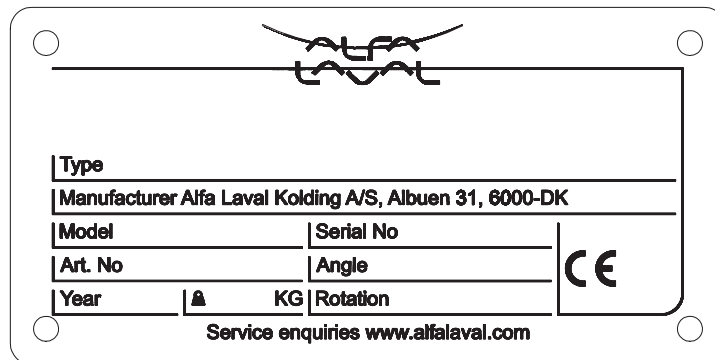 ALFA
LAVAL
Type
Manufacturer Alfa Laval Kolding A/S, Albuen 31, 6000-DK
Model Serial No
Art. No Angle
CE
Year KG Rotation
Service enquiries www.alfalaval.com